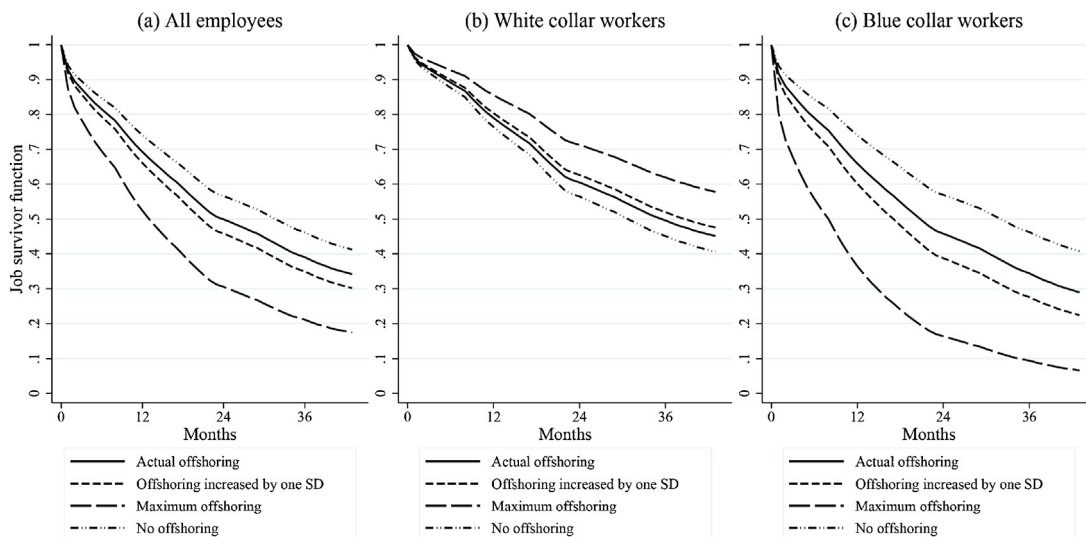 (a) All employees
(b) White collar workers
(c) Blue collar workers
Job survivor function
1
.9
.8
.7
.6
.5
.4
.3
.2
.1
0
0 12 24 36
Months
1
.9
.8
.7
.6
.5
.4
.3
.2
.1
0
0 12 24 36
Months
1
.9
.8
.7
.6
.5
.4
.3
.2
.1
0
0 12 24 36
Months
Actual offshoring
Offshoring increased by one SD
Maximum offshoring
No offshoring
Actual offshoring
Offshoring increased by one SD
Maximum offshoring
No offshoring
Actual offshoring
Offshoring increased by one SD
Maximum offshoring
No offshoring